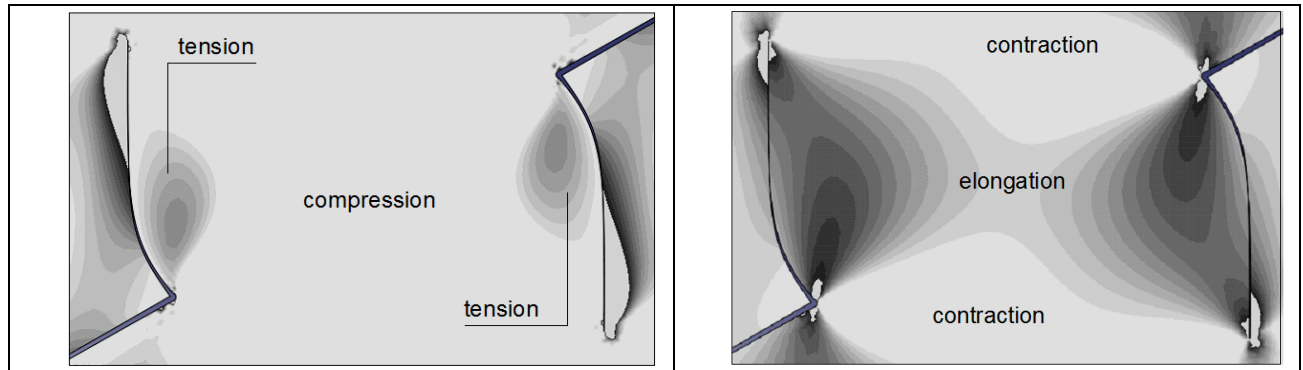 tension
compression
tension
contraction
elongation
contraction